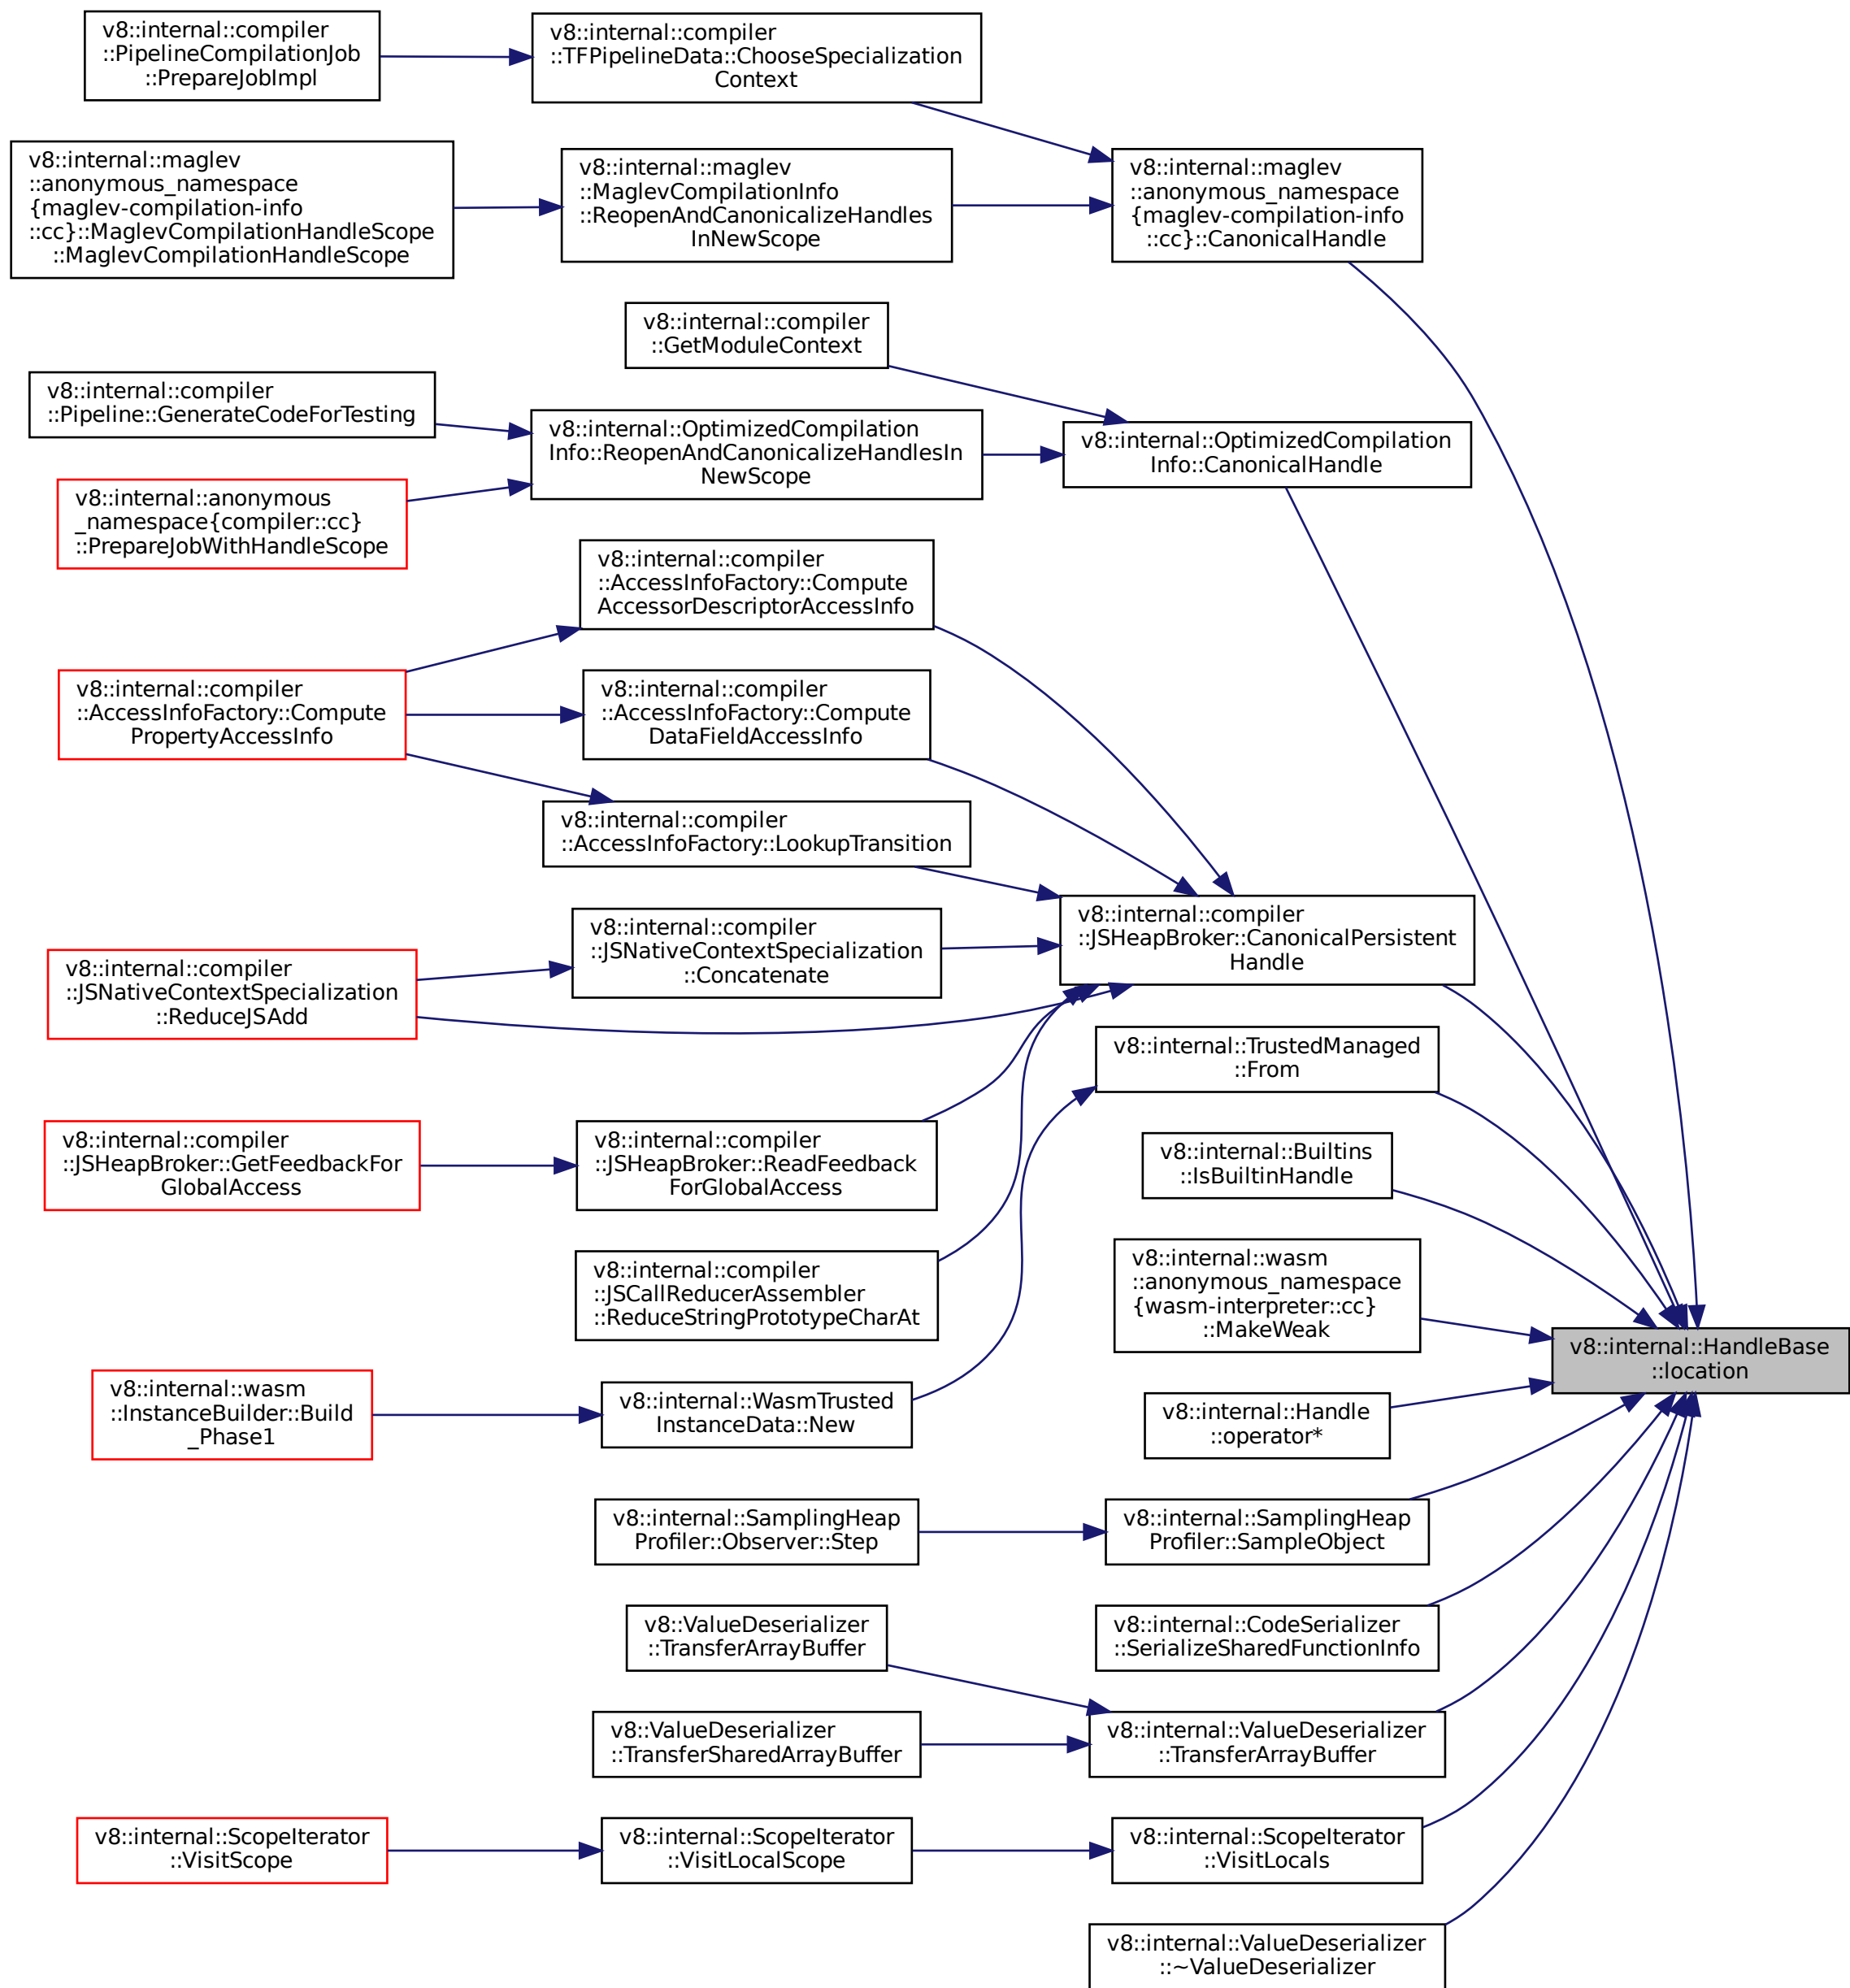 v8::internal::compiler
::PipelineCompilationJob
::PrepareJobImpl
v8::internal::compiler
::TFPipelineData::ChooseSpecialization
Context
v8::internal::maglev
::anonymous_namespace
{maglev-compilation-info
::cc}::MaglevCompilationHandleScope
::MaglevCompilationHandleScope
v8::internal::maglev
::MaglevCompilationInfo
::ReopenAndCanonicalizeHandles
InNewScope
v8::internal::maglev
::anonymous_namespace
{maglev-compilation-info
::cc}::CanonicalHandle
v8::internal::compiler
::GetModuleContext
v8::internal::compiler
::Pipeline::GenerateCodeForTesting
v8::internal::OptimizedCompilation
Info::ReopenAndCanonicalizeHandlesIn
NewScope
v8::internal::OptimizedCompilation
Info::CanonicalHandle
v8::internal::anonymous
_namespace{compiler::cc}
::PrepareJobWithHandleScope
v8::internal::compiler
::AccessInfoFactory::Compute
AccessorDescriptorAccessInfo
v8::internal::compiler
::AccessInfoFactory::Compute
PropertyAccessInfo
v8::internal::compiler
::AccessInfoFactory::Compute
DataFieldAccessInfo
v8::internal::compiler
::AccessInfoFactory::LookupTransition
v8::internal::compiler
::JSNativeContextSpecialization
::Concatenate
v8::internal::compiler
::JSHeapBroker::CanonicalPersistent
Handle
v8::internal::compiler
::JSNativeContextSpecialization
::ReduceJSAdd
v8::internal::TrustedManaged
::From
v8::internal::compiler
::JSHeapBroker::GetFeedbackFor
GlobalAccess
v8::internal::compiler
::JSHeapBroker::ReadFeedback
ForGlobalAccess
v8::internal::Builtins
::IsBuiltinHandle
v8::internal::compiler
::JSCallReducerAssembler
::ReduceStringPrototypeCharAt
v8::internal::wasm
::anonymous_namespace
{wasm-interpreter::cc}
::MakeWeak
v8::internal::HandleBase
::location
v8::internal::wasm
::InstanceBuilder::Build
_Phase1
v8::internal::WasmTrusted
InstanceData::New
v8::internal::Handle
::operator*
v8::internal::SamplingHeap
Profiler::Observer::Step
v8::internal::SamplingHeap
Profiler::SampleObject
v8::ValueDeserializer
::TransferArrayBuffer
v8::internal::CodeSerializer
::SerializeSharedFunctionInfo
v8::ValueDeserializer
::TransferSharedArrayBuffer
v8::internal::ValueDeserializer
::TransferArrayBuffer
v8::internal::ScopeIterator
::VisitScope
v8::internal::ScopeIterator
::VisitLocalScope
v8::internal::ScopeIterator
::VisitLocals
v8::internal::ValueDeserializer
::~ValueDeserializer